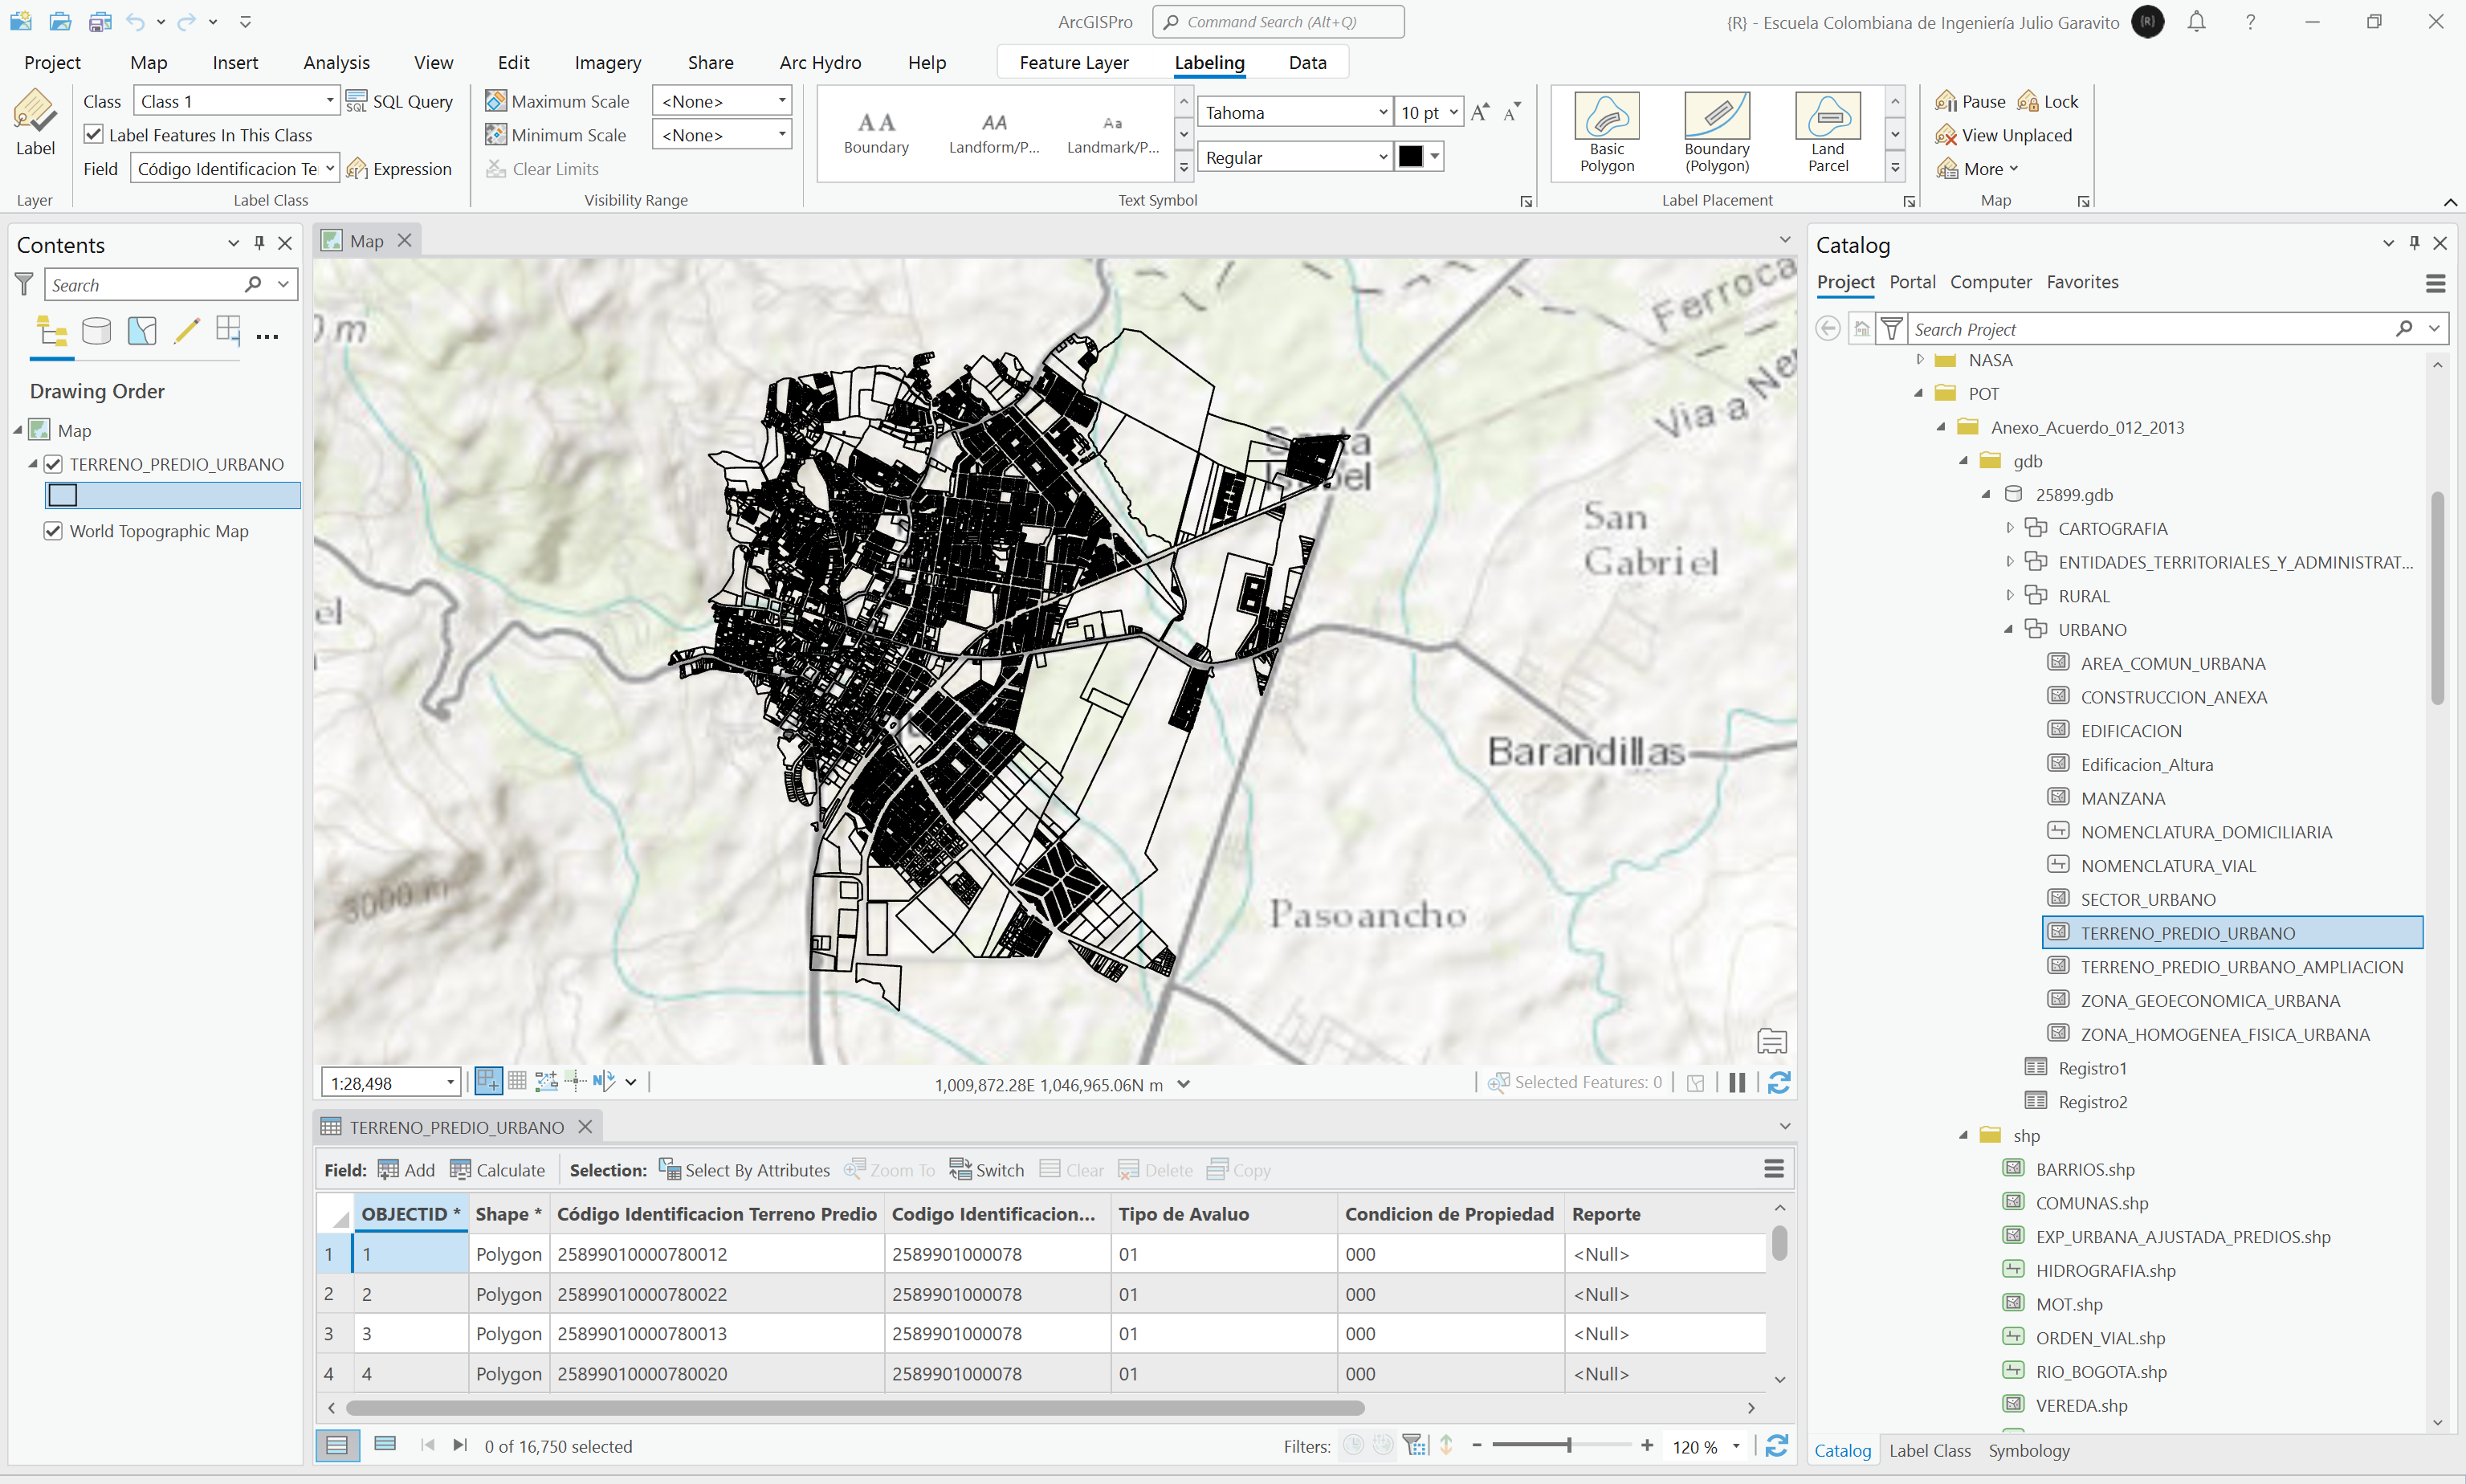 ArcGISPro
Command Search (Alt+Q)
{R} - Escuela Colombiana de Ingeniería Julio Garavito
{R}
?
Project Map Insert Analysis View Edit Imagery Share Arc Hydro Help Feature Layer Labeling Data
Label
Layer
Class Class 1 SQL Query
Label Features In This Class
Field Código Identificacion Te Expression
Label Class
Maximum Scale <None>
Minimum Scale <None>
Clear Limits
Visibility Range
AA AA Aa
Boundary Landform/P... Landmark/P...
Tahoma 10 pt
Regular
Text Symbol
Basic Polygon
Boundary (Polygon)
Land Parcel
Label Placement
Pause Lock
View Unplaced
More
Map
Contents
Search
Drawing Order
Map
TERRENO_PREDIO_URBANO
World Topographic Map
Map
0 m
Ferroca
Via a Ne
Santa
San
Gabriel
el
Barandillas
Pasoancho
3000 m
1:28,498
1,009,872.28E 1,046,965.06N m
Selected Features: 0
TERRENO_PREDIO_URBANO
Field: Add Calculate Selection: Select By Attributes Zoom To Switch Clear Delete Copy
OBJECTID * Shape * Código Identificacion Terreno Predio Codigo Identificacion... Tipo de Avaluo Condicion de Propiedad Reporte
1 1 Polygon 25899010000780012 2589901000078 01 000 <Null>
2 2 Polygon 25899010000780022 2589901000078 01 000 <Null>
3 3 Polygon 25899010000780013 2589901000078 01 000 <Null>
4 4 Polygon 25899010000780020 2589901000078 01 000 <Null>
0 of 16,750 selected
Filters:
120 %
Catalog
Project Portal Computer Favorites
Search Project
NASA
POT
Anexo_Acuerdo_012_2013
gdb
25899.gdb
CARTOGRAFIA
ENTIDADES_TERRITORIALES_Y_ADMINISTRAT...
RURAL
URBANO
AREA_COMUN_URBANA
CONSTRUCCION_ANEXA
EDIFICACION
Edificacion_Altura
MANZANA
NOMENCLATURA_DOMICILIARIA
NOMENCLATURA_VIAL
SECTOR_URBANO
TERRENO_PREDIO_URBANO
TERRENO_PREDIO_URBANO_AMPLIACION
ZONA_GEOECONOMICA_URBANA
ZONA_HOMOGENEA_FISICA_URBANA
Registro1
Registro2
shp
BARRIOS.shp
COMUNAS.shp
EXP_URBANA_AJUSTADA_PREDIOS.shp
HIDROGRAFIA.shp
MOT.shp
ORDEN_VIAL.shp
RIO_BOGOTA.shp
VEREDA.shp
Catalog Label Class Symbology